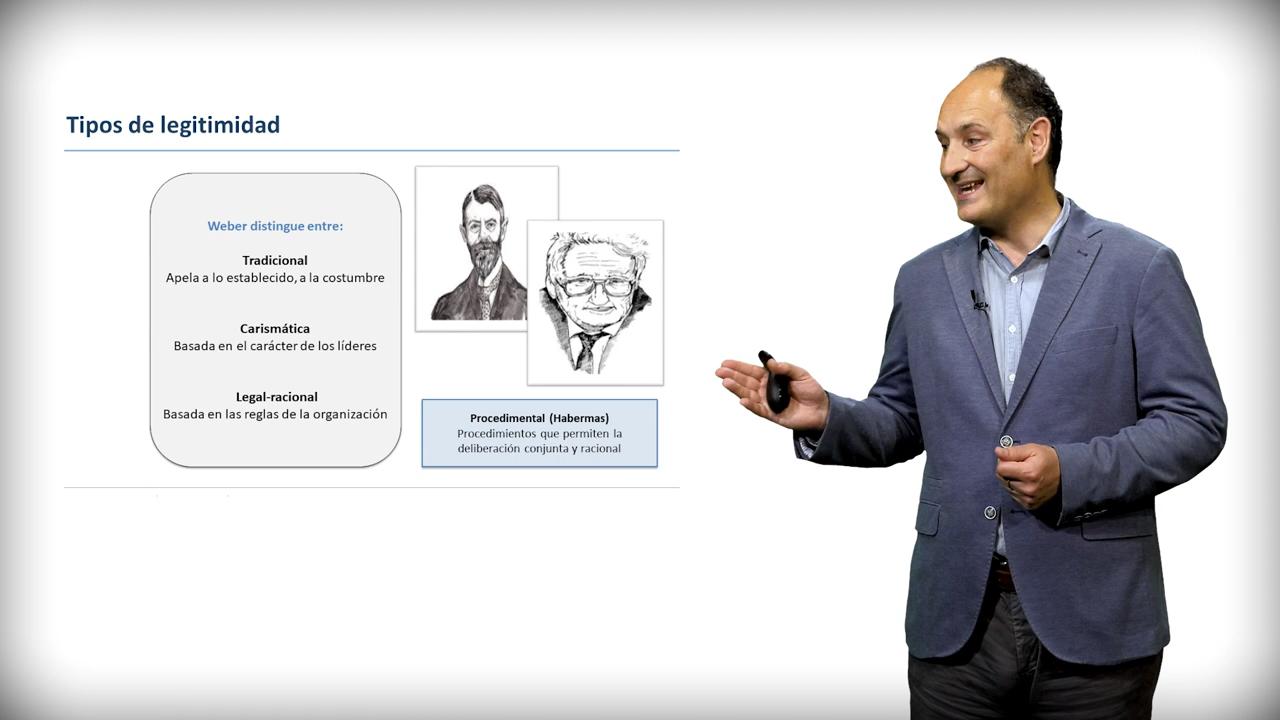 Tipos de legitimidad
Weber distingue entre:
Tradicional
Apela a lo establecido, a la costumbre
Carismática
Basada en el carácter de los líderes
Legal-racional
Basada en las reglas de la organización
Procedimental (Habermas)
Procedimientos que permiten la
deliberación conjunta y racional